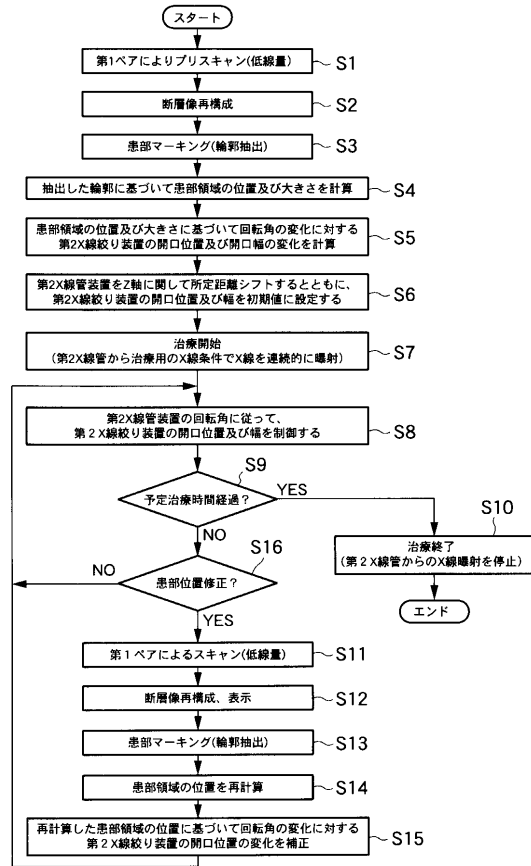 スタート
第1ペアによりプリスキャン(低線量)
S1
断層像再構成
S2
患部マーキング(輪郭抽出)
S3
抽出した輪郭に基づいて患部領域の位置及び大きさを計算
S4
患部領域の位置及び大きさに基づいて回転角の変化に対する
第2X線絞り装置の開口位置及び開口幅の変化を計算
S5
第2X線管装置をZ軸に関して所定距離シフトするとともに、
第2X線絞り装置の開口位置及び幅を初期値に設定する
S6
治療開始
(第2X線管から治療用のX線条件でX線を連続的に曝射)
S7
第2X線管装置の回転角に従って、
第2X線絞り装置の開口位置及び幅を制御する
S8
S9
予定治療時間経過?
YES
NO
S10
治療終了
(第2X線管からのX線曝射を停止)
エンド
S16
患部位置修正?
NO
YES
第1ペアによるスキャン(低線量)
S11
断層像再構成、表示
S12
患部マーキング(輪郭抽出)
S13
患部領域の位置を再計算
S14
再計算した患部領域の位置に基づいて回転角の変化に対する
第2X線絞り装置の開口位置の変化を補正
S15